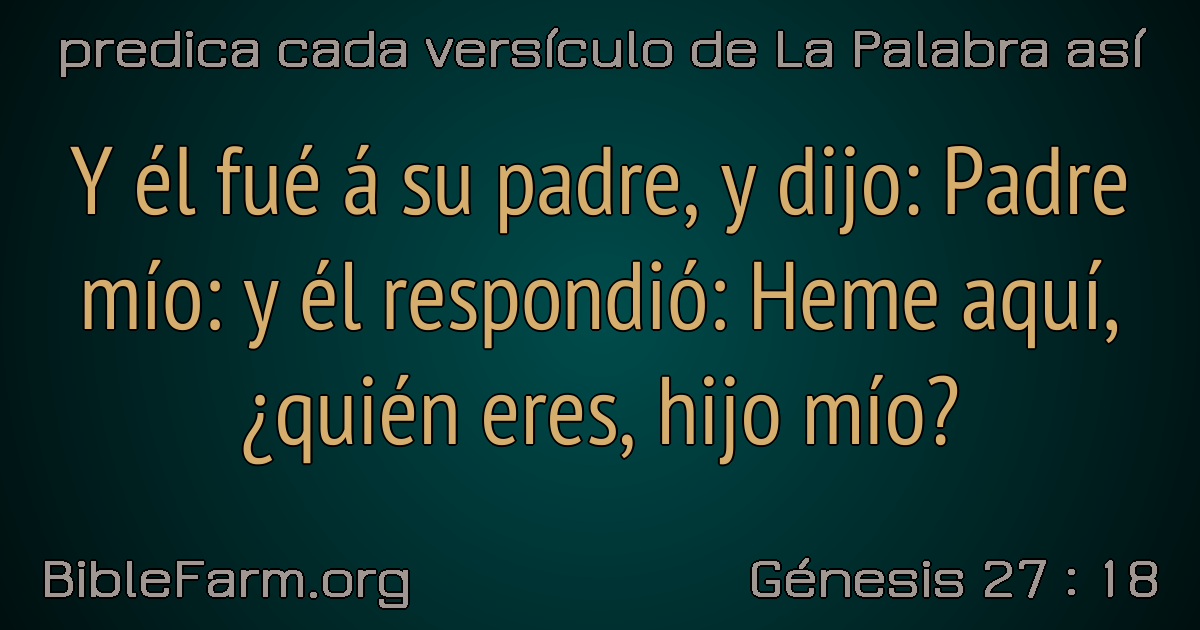 predica cada versículo de La Palabra así
Y él fué á su padre, y dijo: Padre
mío: y él respondió: Heme aquí,
¿quién eres, hijo mío?
BibleFarm.org
Génesis 27 : 18